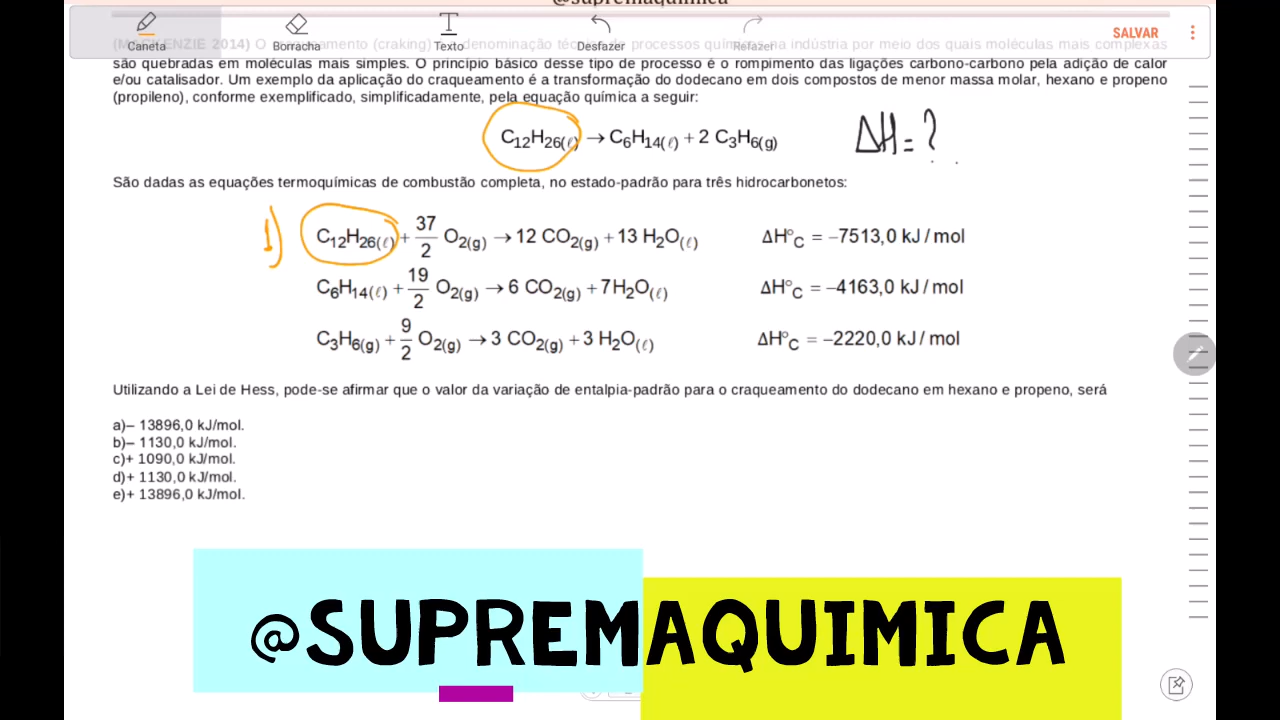 @supremaquimica
Caneta Borracha Texto Desfazer Refazer SALVAR
(MACKENZIE 2014) O craqueamento (craking) é a denominação técnica de processos químicos na indústria por meio dos quais moléculas mais complexas
são quebradas em moléculas mais simples. O princípio básico desse tipo de processo é o rompimento das ligações carbono-carbono pela adição de calor
e/ou catalisador. Um exemplo da aplicação do craqueamento é a transformação do dodecano em dois compostos de menor massa molar, hexano e propeno
(propileno), conforme exemplificado, simplificadamente, pela equação química a seguir:
C₁₂H₂₆(ℓ) → C₆H₁₄(ℓ) + 2 C₃H₆(g) ΔH = ?
São dadas as equações termoquímicas de combustão completa, no estado-padrão para três hidrocarbonetos:
1) C₁₂H₂₆(ℓ) + 37/2 O₂(g) → 12 CO₂(g) + 13 H₂O(ℓ) ΔH°C = −7513,0 kJ / mol
C₆H₁₄(ℓ) + 19/2 O₂(g) → 6 CO₂(g) + 7H₂O(ℓ) ΔH°C = −4163,0 kJ / mol
C₃H₆(g) + 9/2 O₂(g) → 3 CO₂(g) + 3 H₂O(ℓ) ΔH°C = −2220,0 kJ / mol
Utilizando a Lei de Hess, pode-se afirmar que o valor da variação de entalpia-padrão para o craqueamento do dodecano em hexano e propeno, será
a)– 13896,0 kJ/mol.
b)– 1130,0 kJ/mol.
c)+ 1090,0 kJ/mol.
d)+ 1130,0 kJ/mol.
e)+ 13896,0 kJ/mol.
@SUPREMAQUIMICA